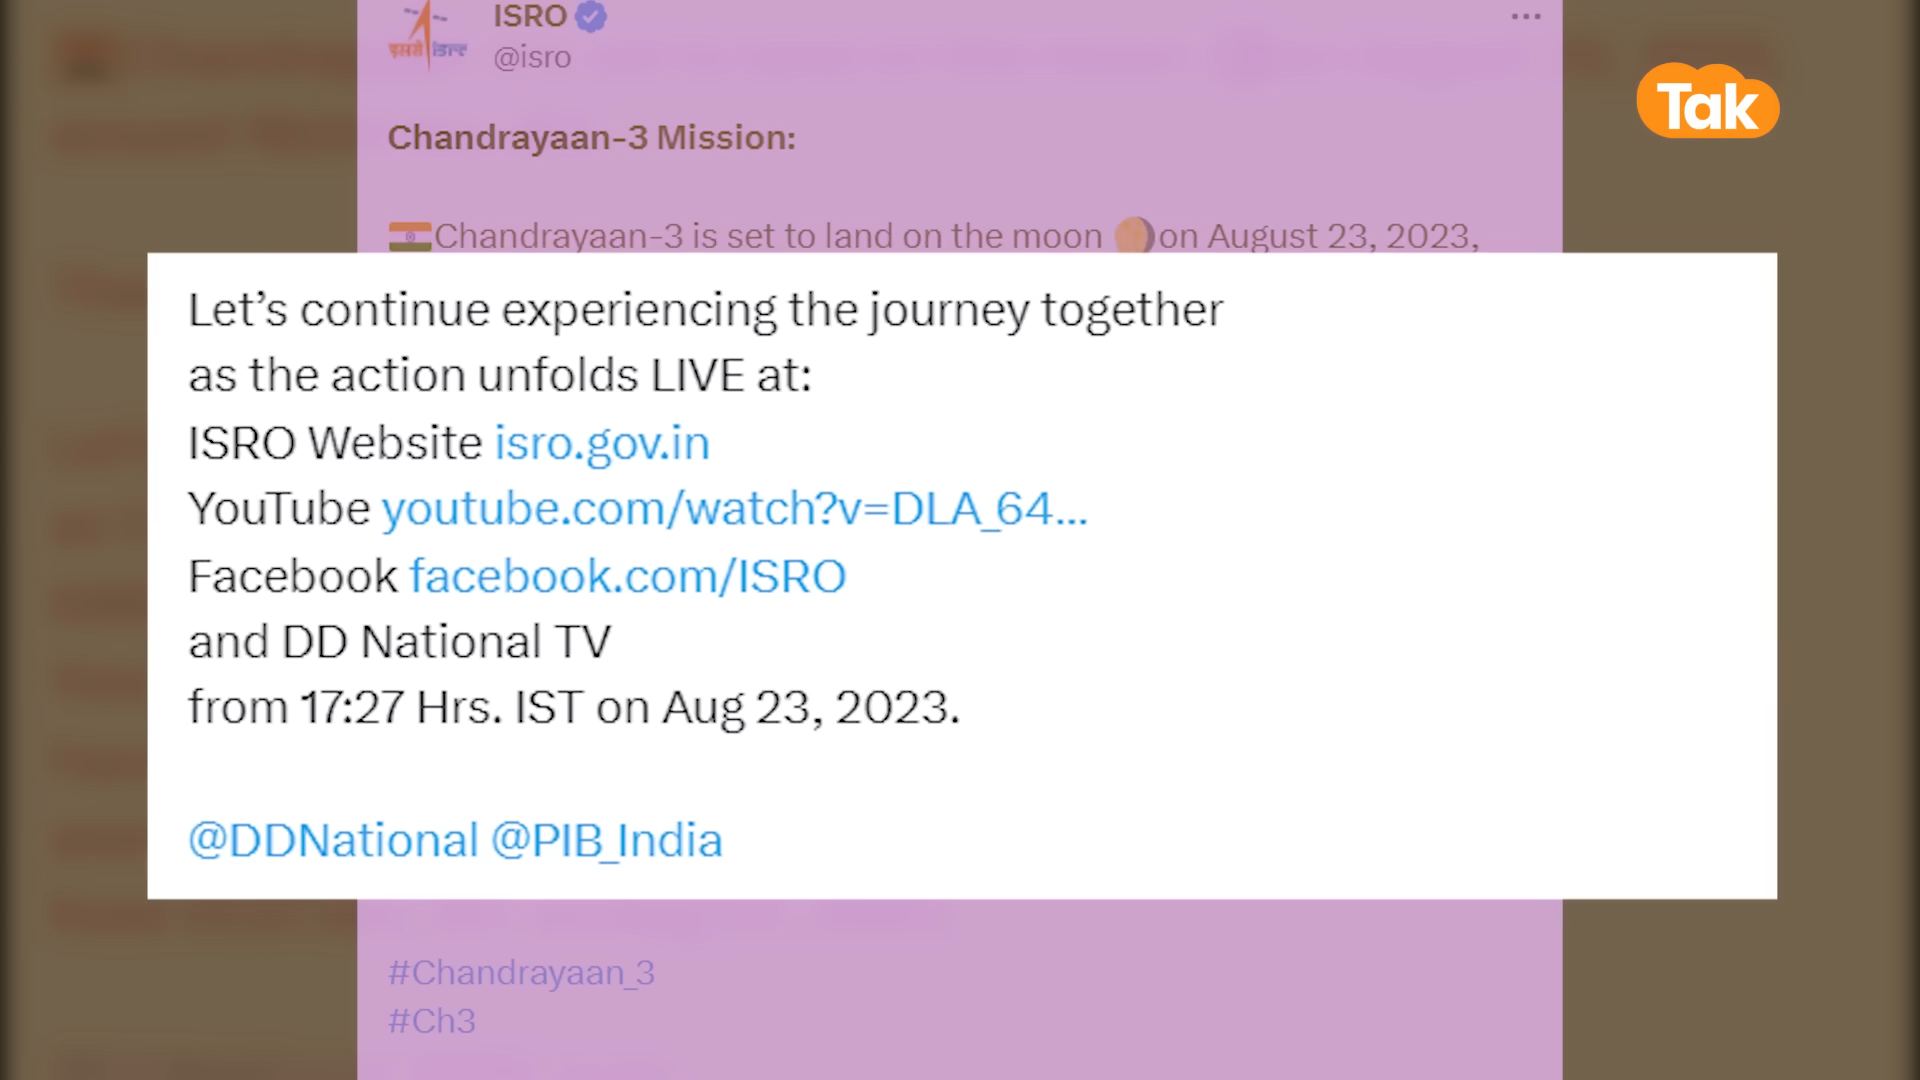 ISRO
@isro
Tak
Chandrayaan-3 Mission:
Chandrayaan-3 is set to land on the moon on August 23, 2023,
Let’s continue experiencing the journey together
as the action unfolds LIVE at:
ISRO Website isro.gov.in
YouTube youtube.com/watch?v=DLA_64...
Facebook facebook.com/ISRO
and DD National TV
from 17:27 Hrs. IST on Aug 23, 2023.
@DDNational @PIB_India
#Chandrayaan_3
#Ch3